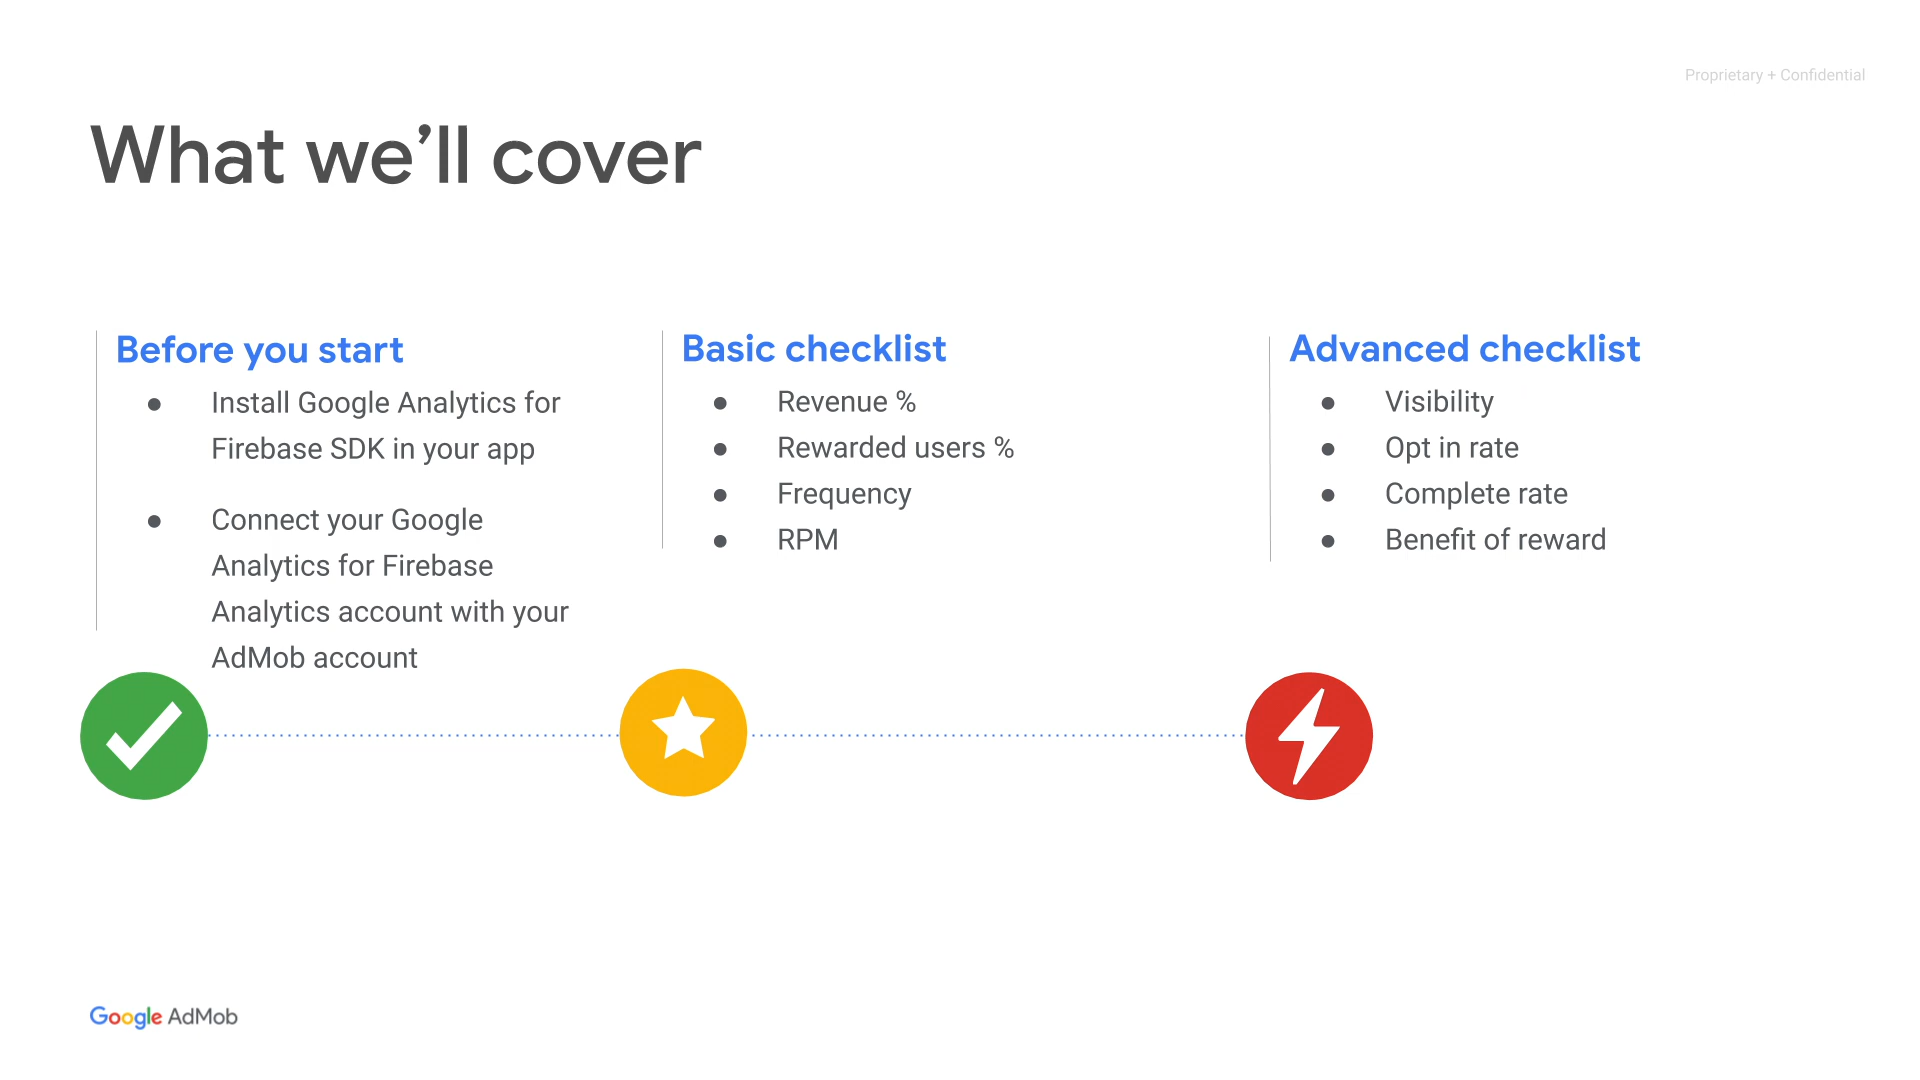 Proprietary + Confidential
What we’ll cover
Before you start
● Install Google Analytics for
Firebase SDK in your app
● Connect your Google
Analytics for Firebase
Analytics account with your
AdMob account
Basic checklist
● Revenue %
● Rewarded users %
● Frequency
● RPM
Advanced checklist
● Visibility
● Opt in rate
● Complete rate
● Benefit of reward
Google AdMob